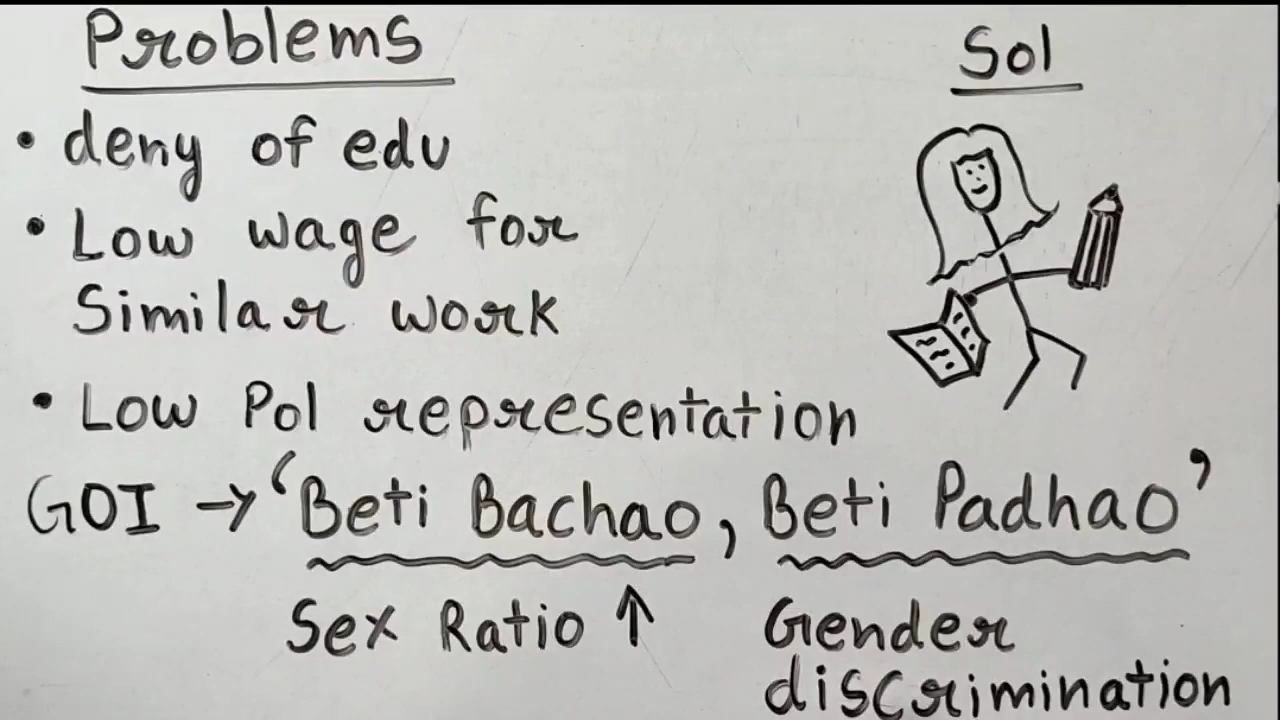 Problems
Sol
• deny of edu
• Low wage for
Similar work
• Low Pol representation
GOI → ‘Beti Bachao, Beti Padhao’
Sex Ratio ↑
Gender
discrimination